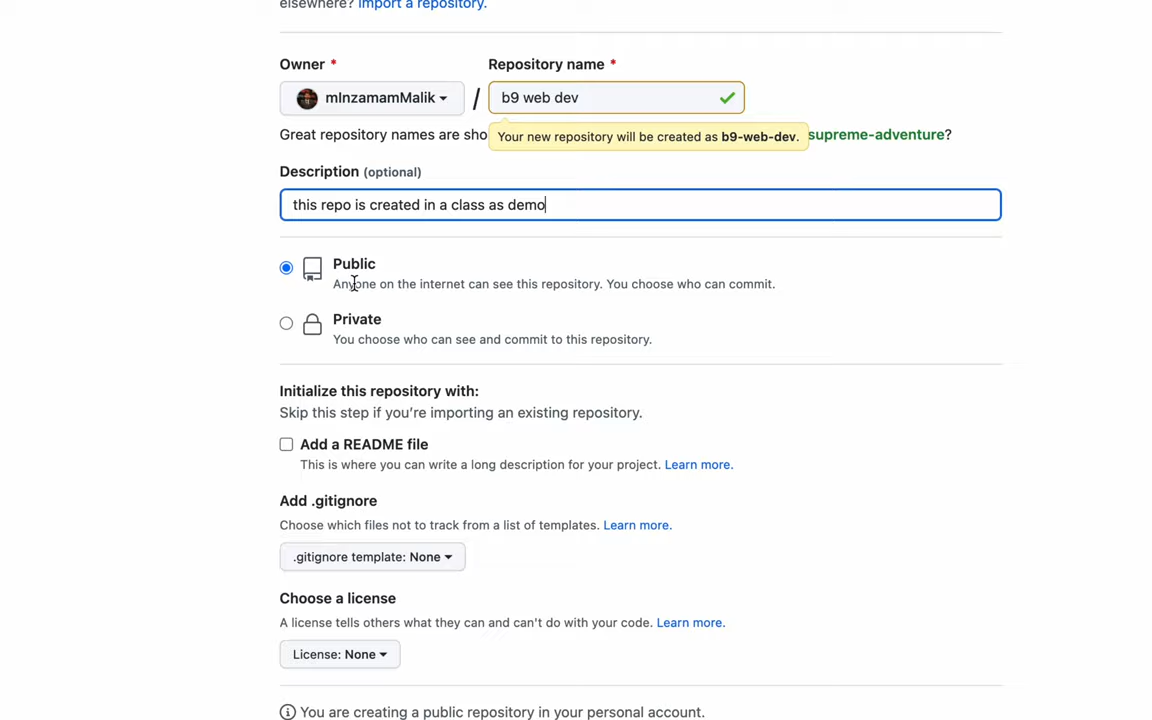 elsewhere? Import a repository.
Owner * Repository name *
mInzamamMalik / b9 web dev
Great repository names are sho Your new repository will be created as b9-web-dev. supreme-adventure?
Description (optional)
this repo is created in a class as demo
Public
Anyone on the internet can see this repository. You choose who can commit.
Private
You choose who can see and commit to this repository.
Initialize this repository with:
Skip this step if you’re importing an existing repository.
Add a README file
This is where you can write a long description for your project. Learn more.
Add .gitignore
Choose which files not to track from a list of templates. Learn more.
.gitignore template: None
Choose a license
A license tells others what they can and can't do with your code. Learn more.
License: None
You are creating a public repository in your personal account.